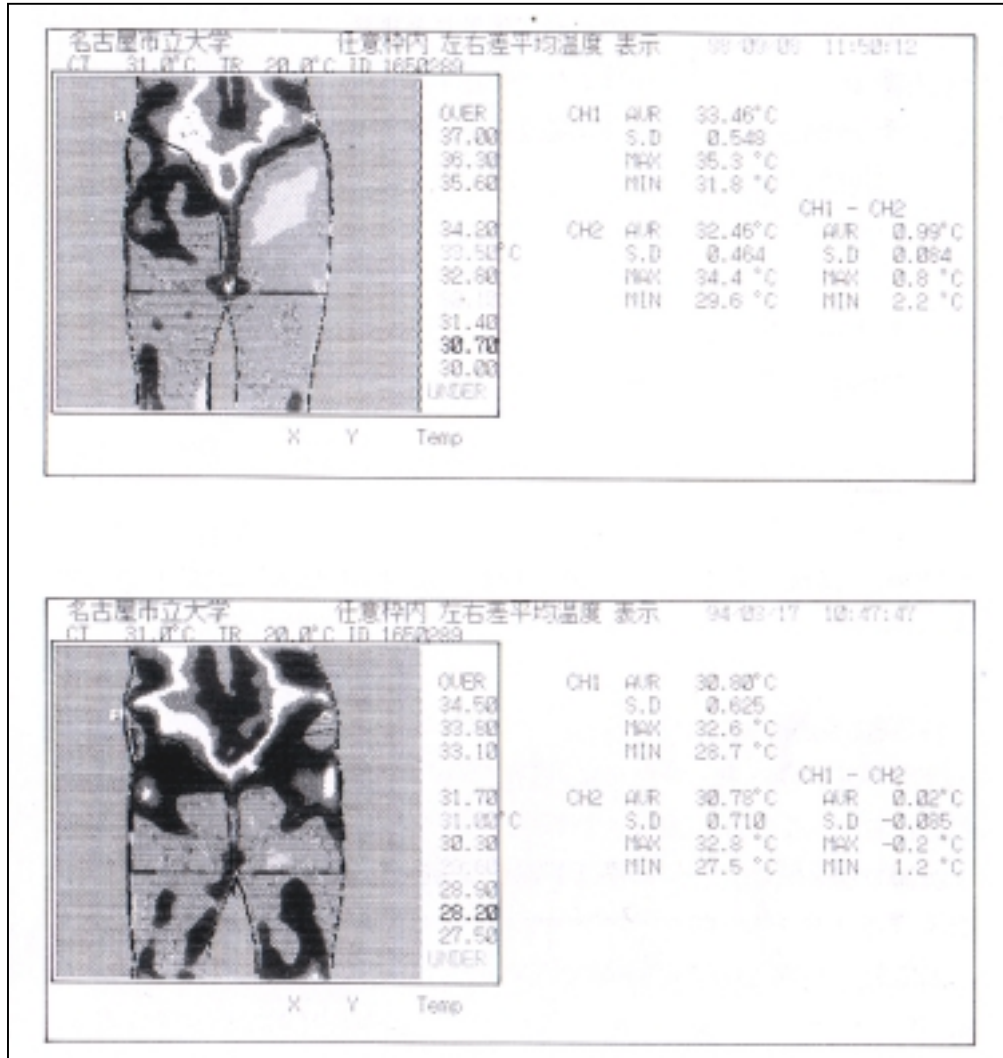 名古屋市立大学 任意枠内 左右差平均温度 表示 11:50:12
CT 31.0°C TR 20.0°C ID 1650289
OVER CH1 AVR 33.46°C
37.00 S.D 0.548
36.30 MAX 35.3 °C
35.60 MIN 31.8 °C
CH1 - CH2
34.20 CH2 AVR 32.46°C AVR 0.99°C
33.50°C S.D 0.464 S.D 0.084
32.80 MAX 34.4 °C MAX 0.8 °C
MIN 29.6 °C MIN 2.2 °C
31.40
30.70
30.00
UNDER
X Y Temp
名古屋市立大学 任意枠内 左右差平均温度 表示 94/03/17 10:47:47
CT 31.0°C TR 20.0°C ID 1650289
OVER CH1 AVR 30.80°C
34.50 S.D 0.625
33.80 MAX 32.6 °C
33.10 MIN 28.7 °C
CH1 - CH2
31.70 CH2 AVR 30.78°C AVR 0.02°C
31.00°C S.D 0.710 S.D -0.085
30.30 MAX 32.8 °C MAX -0.2 °C
MIN 27.5 °C MIN 1.2 °C
28.90
28.20
27.50
UNDER
X Y Temp